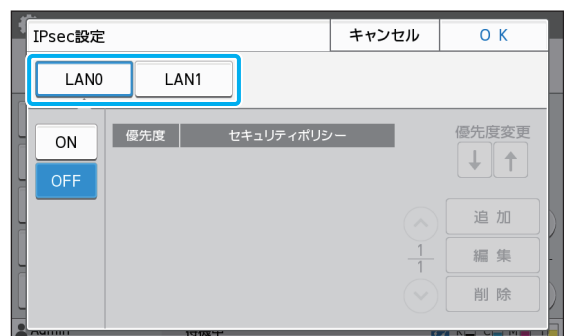 IPsec設定 キャンセル O K
LAN0 LAN1
ON
OFF
優先度 セキュリティポリシー
優先度変更
↓ ↑
追 加
1
1
編 集
削 除
Admin